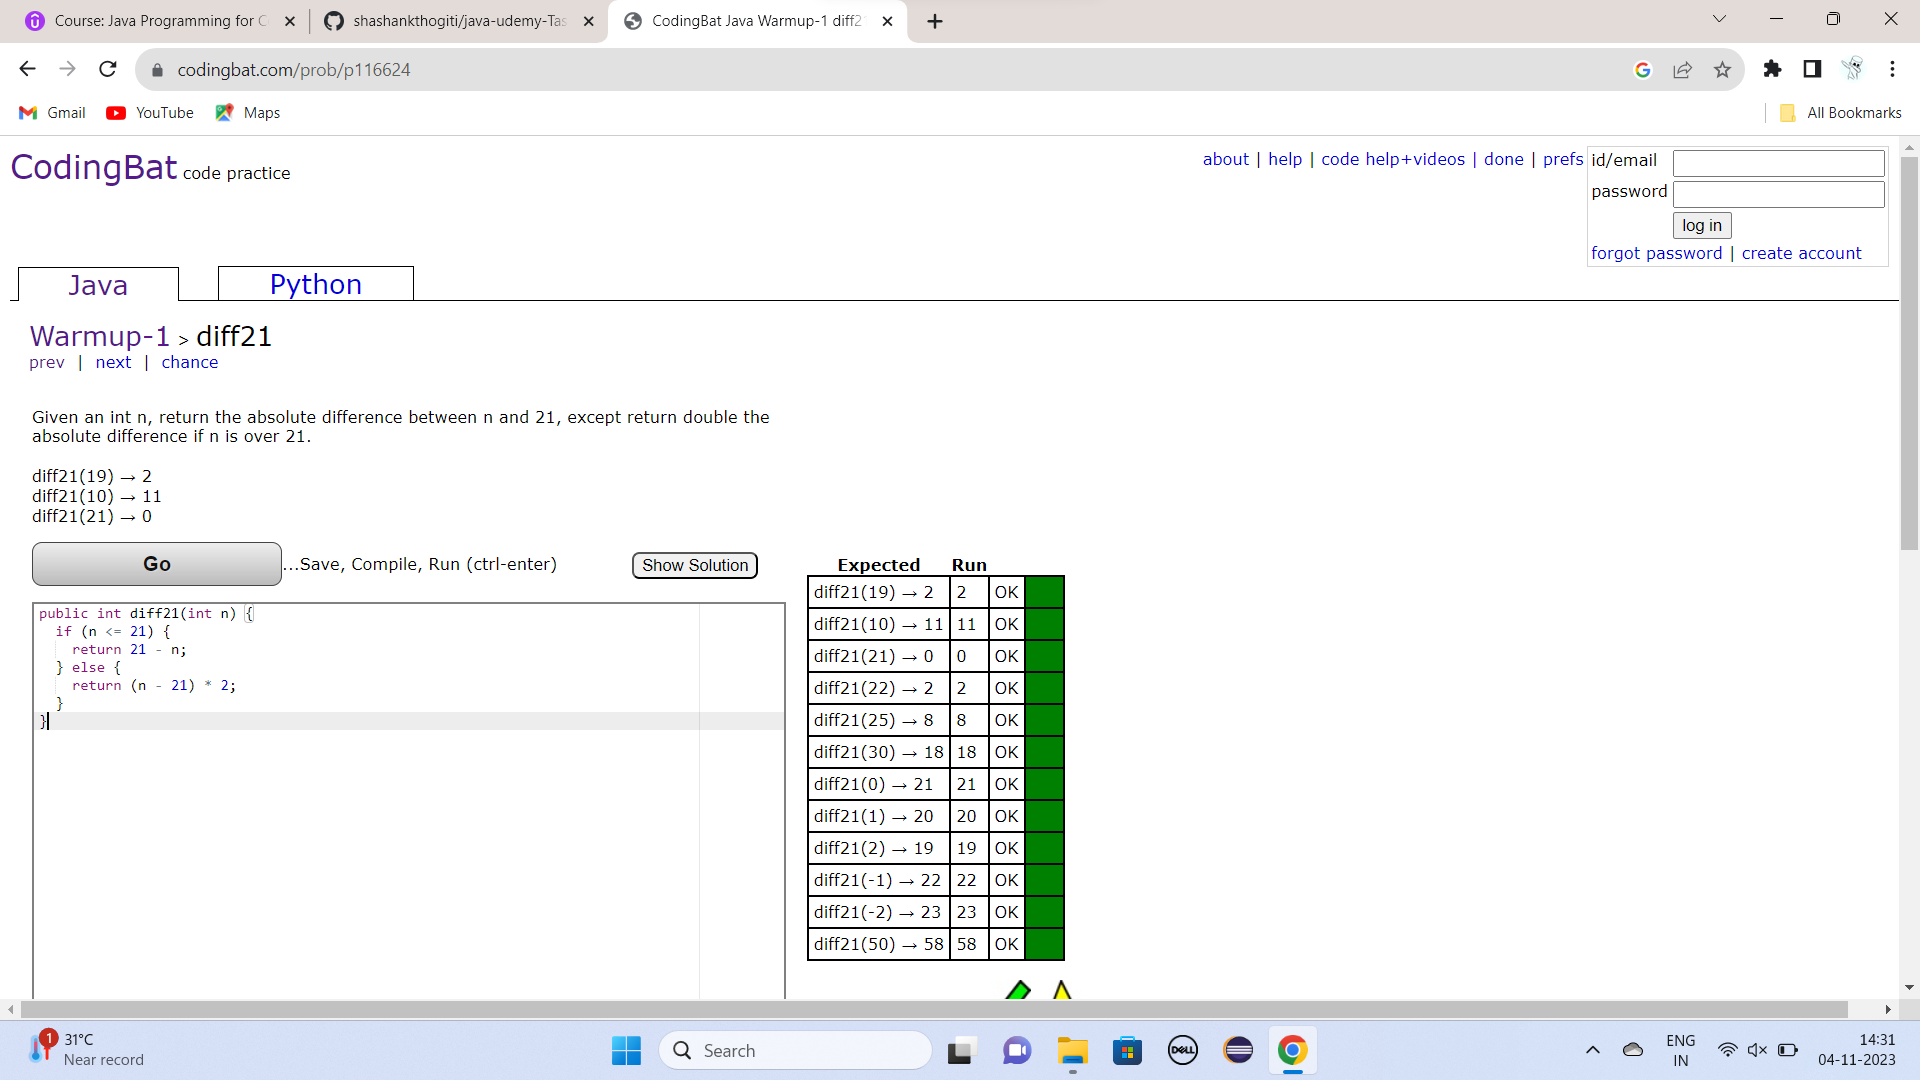 Course: Java Programming for C
shashankthogiti/java-udemy-Tas
CodingBat Java Warmup-1 diff2
codingbat.com/prob/p116624
Gmail
YouTube
Maps
All Bookmarks
CodingBat code practice
about | help | code help+videos | done | prefs
id/email
password
log in
forgot password | create account
Java
Python
Warmup-1 > diff21
prev | next | chance
Given an int n, return the absolute difference between n and 21, except return double the
absolute difference if n is over 21.
diff21(19) → 2
diff21(10) → 11
diff21(21) → 0
Go
...Save, Compile, Run (ctrl-enter)
Show Solution
public int diff21(int n) {
if (n <= 21) {
return 21 - n;
} else {
return (n - 21) * 2;
}
}
Expected Run
diff21(19) → 2 2 OK
diff21(10) → 11 11 OK
diff21(21) → 0 0 OK
diff21(22) → 2 2 OK
diff21(25) → 8 8 OK
diff21(30) → 18 18 OK
diff21(0) → 21 21 OK
diff21(1) → 20 20 OK
diff21(2) → 19 19 OK
diff21(-1) → 22 22 OK
diff21(-2) → 23 23 OK
diff21(50) → 58 58 OK
1
31°C
Near record
Search
DELL
ENG
IN
14:31
04-11-2023